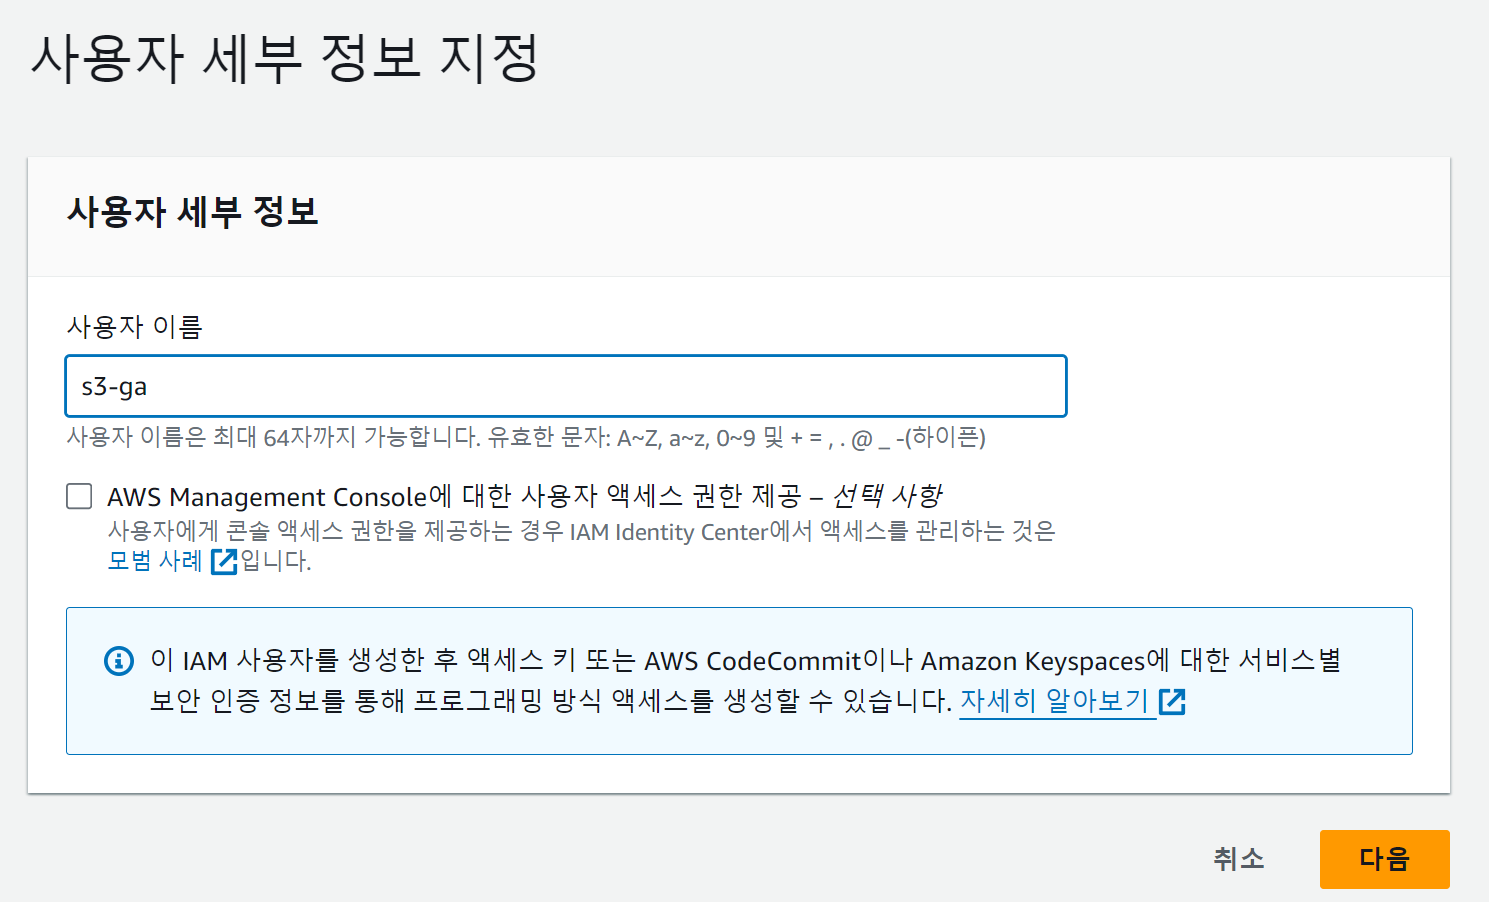 사용자 세부 정보 지정
사용자 세부 정보
사용자 이름
s3-ga
사용자 이름은 최대 64자까지 가능합니다. 유효한 문자: A~Z, a~z, 0~9 및 + = , . @ _ -(하이픈)
AWS Management Console에 대한 사용자 액세스 권한 제공 – 선택 사항
사용자에게 콘솔 액세스 권한을 제공하는 경우 IAM Identity Center에서 액세스를 관리하는 것은
모범 사례 입니다.
이 IAM 사용자를 생성한 후 액세스 키 또는 AWS CodeCommit이나 Amazon Keyspaces에 대한 서비스별
보안 인증 정보를 통해 프로그래밍 방식 액세스를 생성할 수 있습니다. 자세히 알아보기
취소 다음